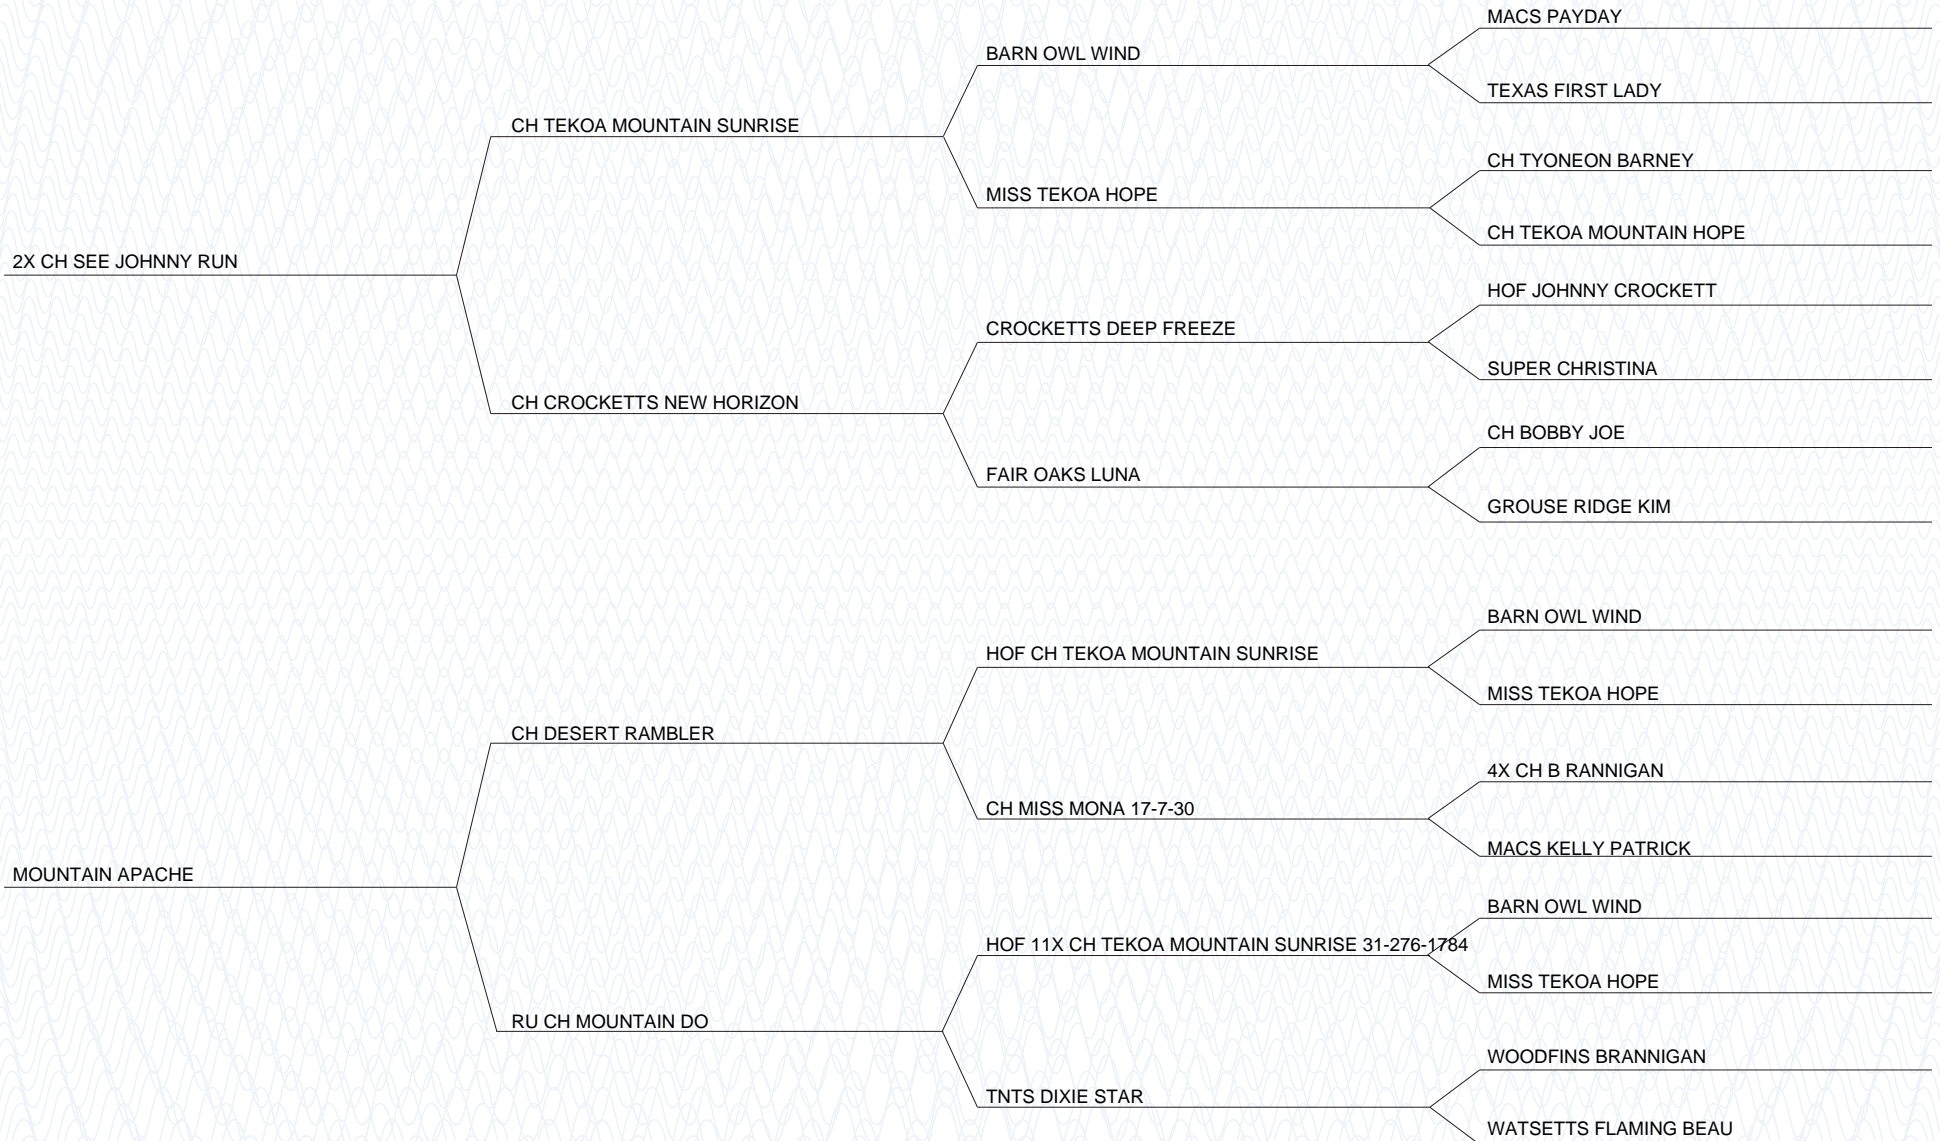 MACS PAYDAY
BARN OWL WIND
TEXAS FIRST LADY
CH TEKOA MOUNTAIN SUNRISE
CH TYONEON BARNEY
MISS TEKOA HOPE
CH TEKOA MOUNTAIN HOPE
2X CH SEE JOHNNY RUN
HOF JOHNNY CROCKETT
CROCKETTS DEEP FREEZE
SUPER CHRISTINA
CH CROCKETTS NEW HORIZON
CH BOBBY JOE
FAIR OAKS LUNA
GROUSE RIDGE KIM
BARN OWL WIND
HOF CH TEKOA MOUNTAIN SUNRISE
MISS TEKOA HOPE
CH DESERT RAMBLER
4X CH B RANNIGAN
CH MISS MONA 17-7-30
MACS KELLY PATRICK
MOUNTAIN APACHE
BARN OWL WIND
HOF 11X CH TEKOA MOUNTAIN SUNRISE 31-276-1784
MISS TEKOA HOPE
RU CH MOUNTAIN DO
WOODFINS BRANNIGAN
TNTS DIXIE STAR
WATSETTS FLAMING BEAU